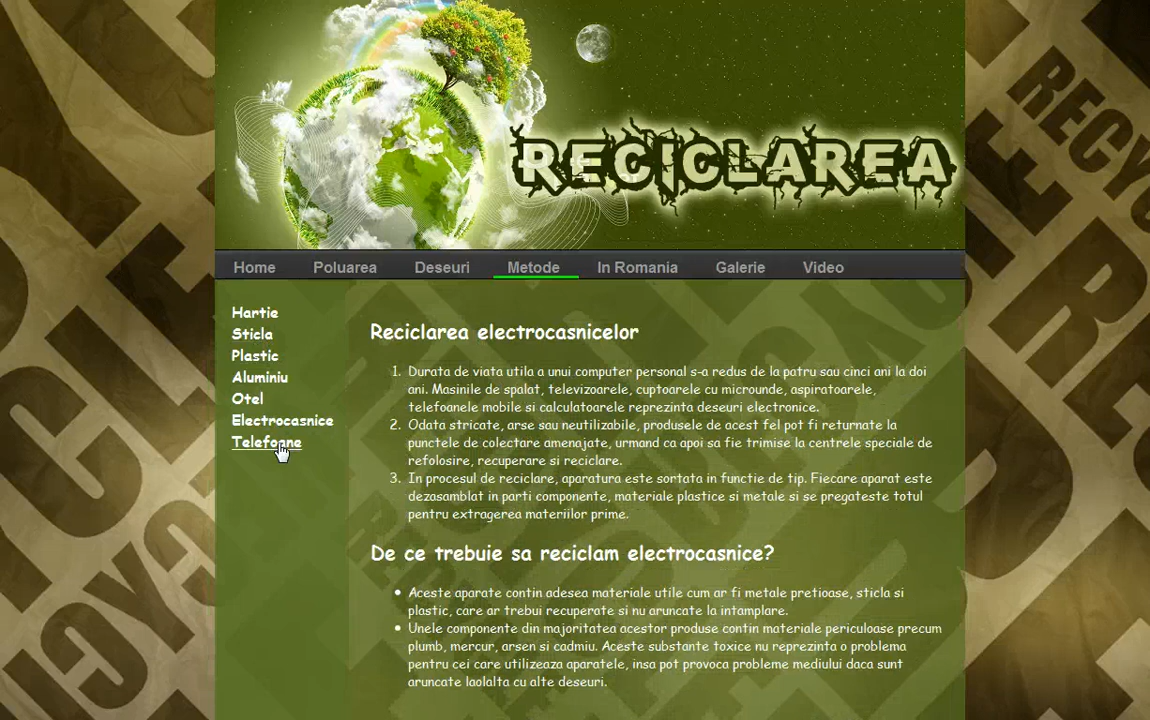 RECICLAREA
Home Poluarea Deseuri Metode In Romania Galerie Video
Hartie
Sticla
Plastic
Aluminiu
Otel
Electrocasnice
Telefoane
Reciclarea electrocasnicelor
1. Durata de viata utila a unui computer personal s-a redus de la patru sau cinci ani la doi
ani. Masinile de spalat, televizoarele, cuptoarele cu microunde, aspiratoarele,
telefoanele mobile si calculatoarele reprezinta deseuri electronice.
2. Odata stricate, arse sau neutilizabile, produsele de acest fel pot fi returnate la
punctele de colectare amenajate, urmand ca apoi sa fie trimise la centrele speciale de
refolosire, recuperare si reciclare.
3. In procesul de reciclare, aparatura este sortata in functie de tip. Fiecare aparat este
dezasamblat in parti componente, materiale plastice si metale si se pregateste totul
pentru extragerea materiilor prime.
De ce trebuie sa reciclam electrocasnice?
• Aceste aparate contin adesea materiale utile cum ar fi metale pretioase, sticla si
plastic, care ar trebui recuperate si nu aruncate la intamplare.
• Unele componente din majoritatea acestor produse contin materiale periculoase precum
plumb, mercur, arsen si cadmiu. Aceste substante toxice nu reprezinta o problema
pentru cei care utilizeaza aparatele, insa pot provoca probleme mediului daca sunt
aruncate laolalta cu alte deseuri.